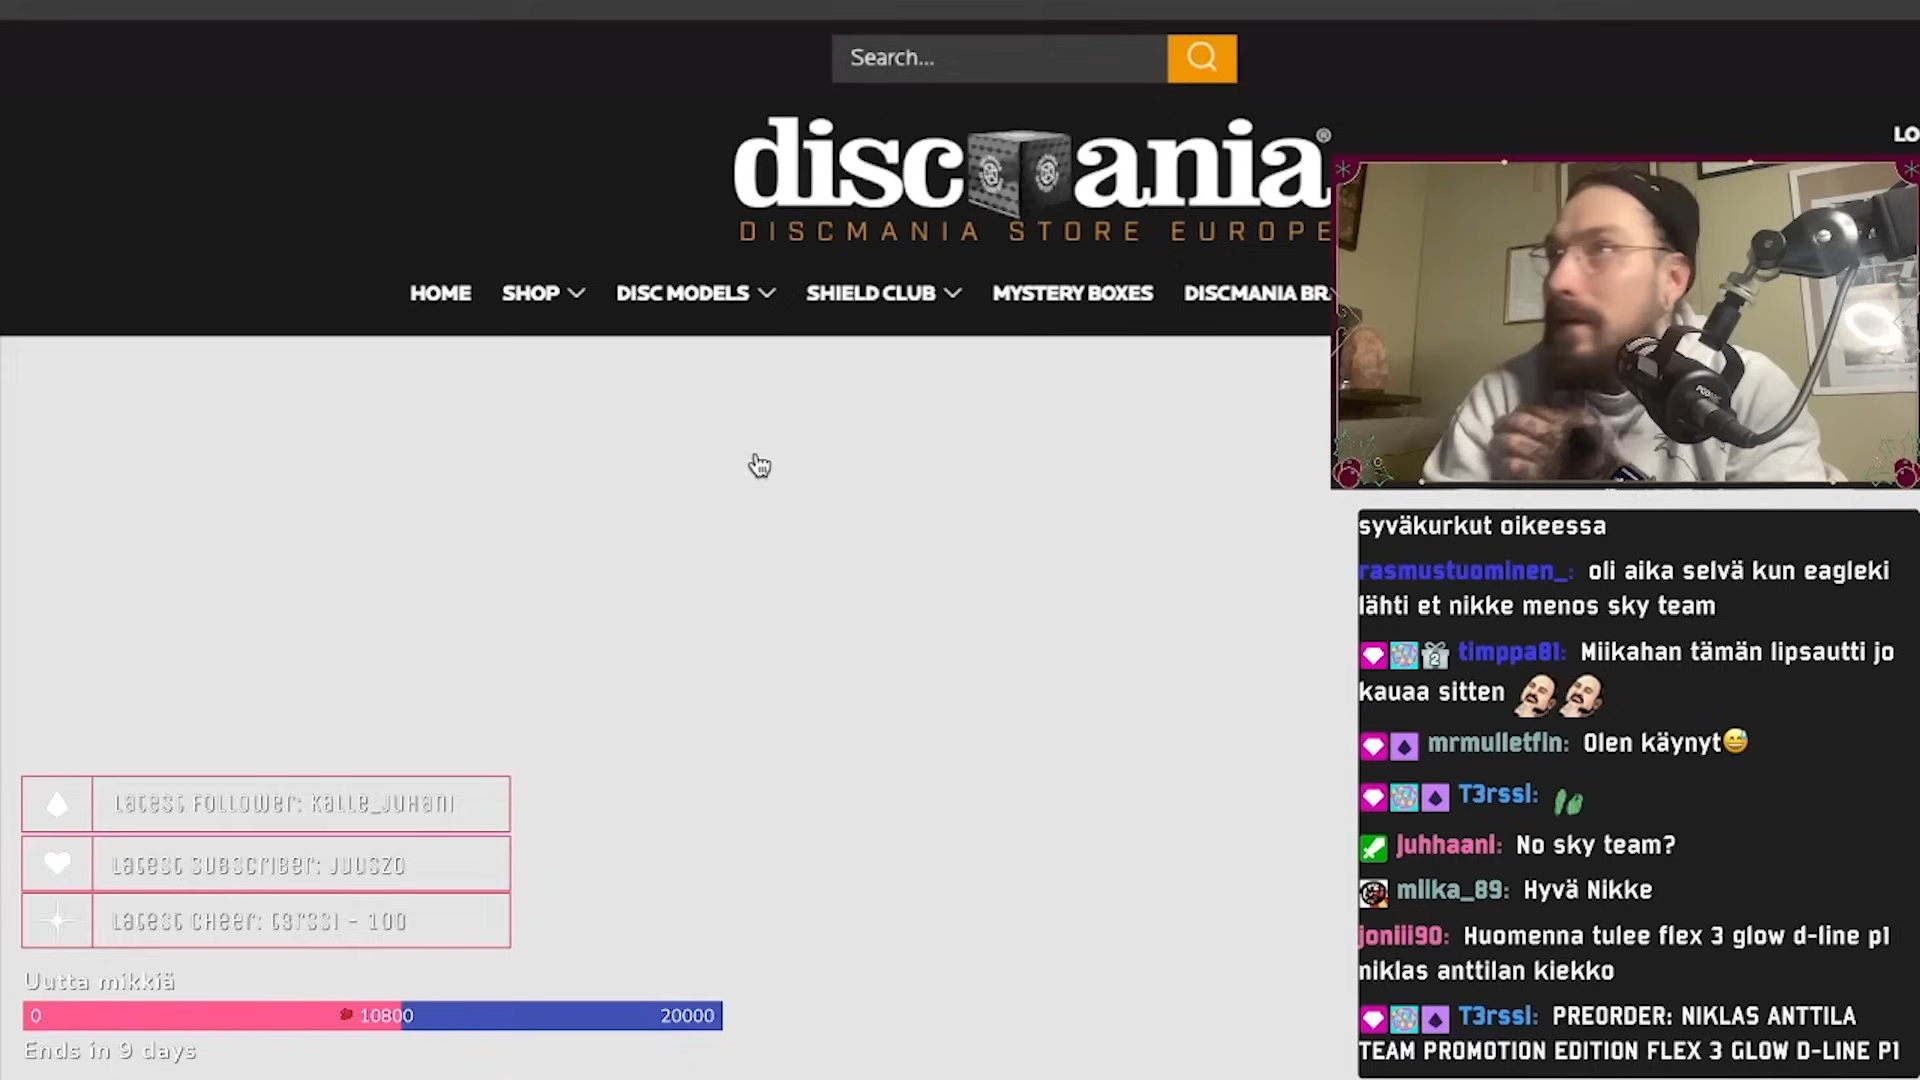 Search...
discmania®
DISCMANIA STORE EUROPE
LO
HOME SHOP DISC MODELS SHIELD CLUB MYSTERY BOXES DISCMANIA BR
syväkurkut oikeessa
rasmustuominen_: oli aika selvä kun eagleki
lähti et nikke menos sky team
2 timppa81: Miikahan tämän lipsautti jo
kauaa sitten
mrmulletfin: Olen käynyt
T3rssi:
Juhhaani: No sky team?
miika_89: Hyvä Nikke
joniii90: Huomenna tulee flex 3 glow d-line p1
niklas anttilan kiekko
T3rssi: PREORDER: NIKLAS ANTTILA
TEAM PROMOTION EDITION FLEX 3 GLOW D-LINE P1
Latest Follower: Kalle_Juhani
Latest Subscriber: Juuszo
Latest Cheer: t3rssi - 100
Uutta mikkiä
0 10800 20000
Ends in 9 days